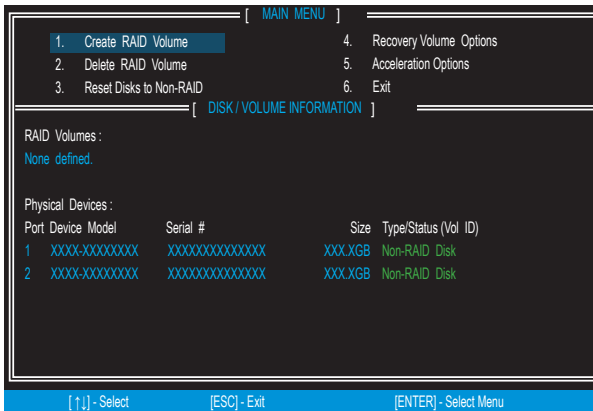 [ MAIN MENU ]
1. Create RAID Volume
2. Delete RAID Volume
3. Reset Disks to Non-RAID
4. Recovery Volume Options
5. Acceleration Options
6. Exit
[ DISK / VOLUME INFORMATION ]
RAID Volumes :
None defined.
Physical Devices :
Port Device Model Serial # Size Type/Status (Vol ID)
1 XXXX-XXXXXXXX XXXXXXXXXXXXXX XXX.XGB Non-RAID Disk
2 XXXX-XXXXXXXX XXXXXXXXXXXXXX XXX.XGB Non-RAID Disk
[ ↑↓] - Select [ESC] - Exit [ENTER] - Select Menu